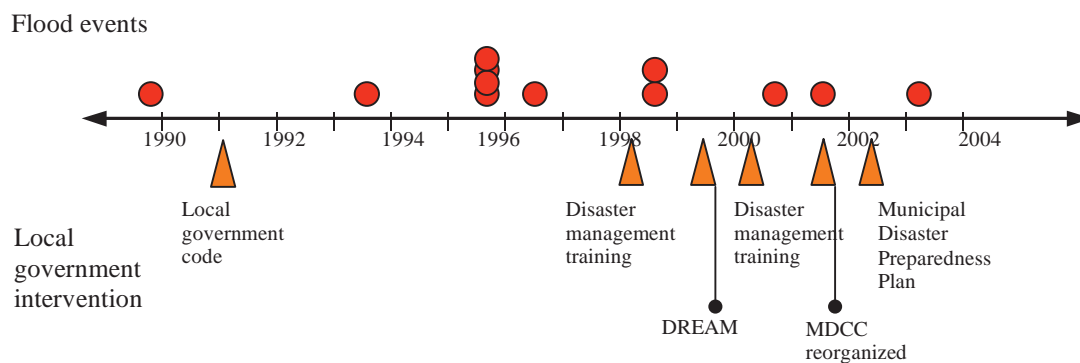 Flood events
1990 1992 1994 1996 1998 2000 2002 2004
Local
government
code
Disaster
management
training
Disaster
management
training
Municipal
Disaster
Preparedness
Plan
Local
government
intervention
DREAM
MDCC
reorganized